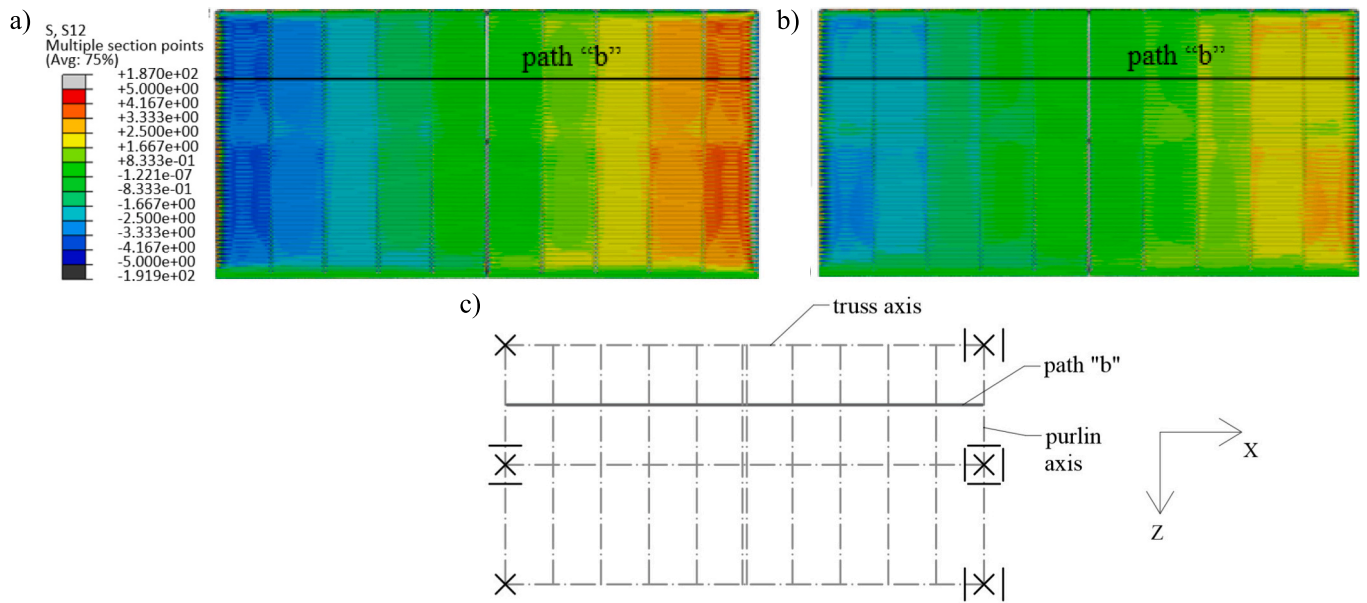 a)
S, S12
Multiple section points
(Avg: 75%)
+1.870e+02
+5.000e+00
+4.167e+00
+3.333e+00
+2.500e+00
+1.667e+00
+8.333e-01
-1.221e-07
-8.333e-01
-1.667e+00
-2.500e+00
-3.333e+00
-4.167e+00
-5.000e+00
-1.919e+02
path “b”
b)
path “b”
c)
truss axis
path "b"
purlin
axis
X
Z